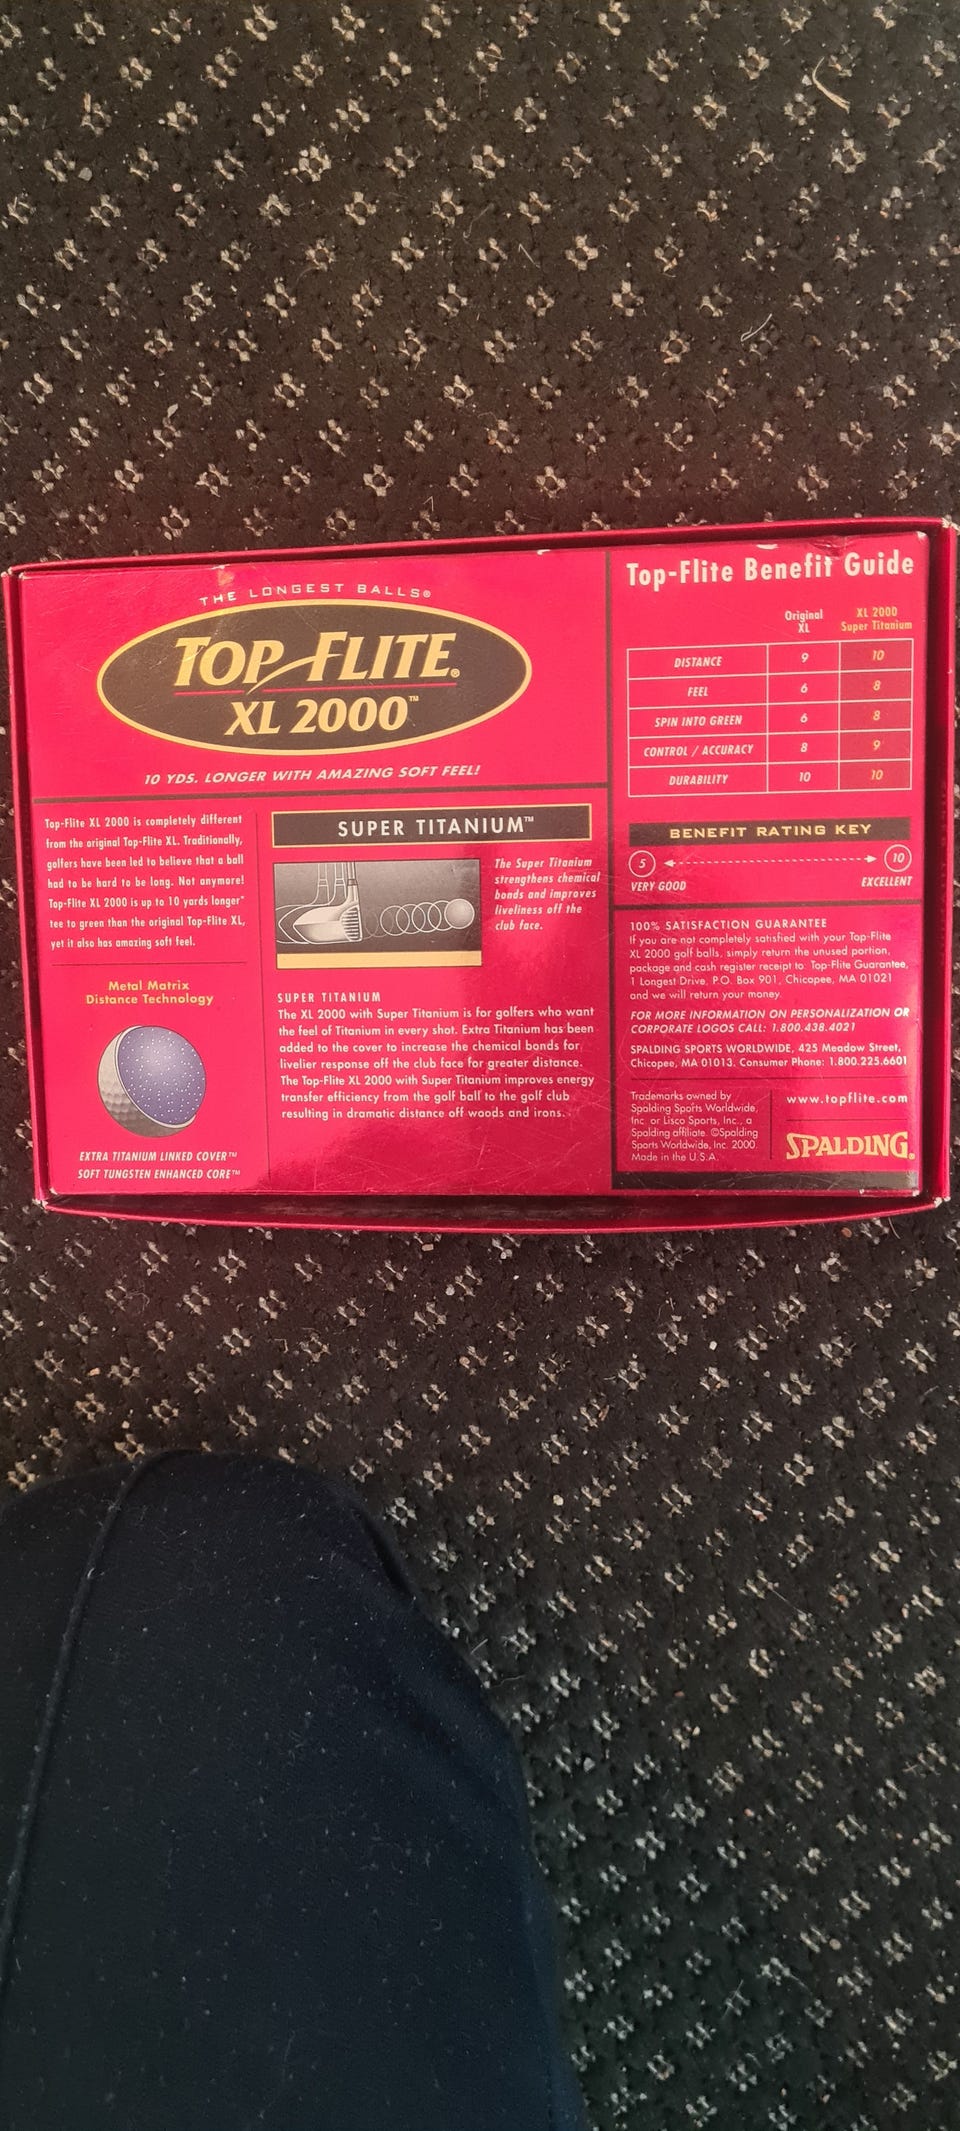 THE LONGEST BALLS®
TOP-FLITE®
XL 2000™
10 YDS. LONGER WITH AMAZING SOFT FEEL!
Top-Flite XL 2000 is completely different
from the original Top-Flite XL. Traditionally,
golfers have been led to believe that a ball
had to be hard to be long. Not anymore!
Top-Flite XL 2000 is up to 10 yards longer*
tee to green than the original Top-Flite XL,
yet it also has amazing soft feel.
Metal Matrix
Distance Technology
EXTRA TITANIUM LINKED COVER™
SOFT TUNGSTEN ENHANCED CORE™
SUPER TITANIUM™
The Super Titanium
strengthens chemical
bonds and improves
liveliness off the
club face.
SUPER TITANIUM
The XL 2000 with Super Titanium is for golfers who want
the feel of Titanium in every shot. Extra Titanium has been
added to the cover to increase the chemical bonds for
livelier response off the club face for greater distance.
The Top-Flite XL 2000 with Super Titanium improves energy
transfer efficiency from the golf ball to the golf club
resulting in dramatic distance off woods and irons.
Top-Flite Benefit Guide
Original XL 2000
XL Super Titanium
DISTANCE 9 10
FEEL 6 8
SPIN INTO GREEN 6 8
CONTROL / ACCURACY 8 9
DURABILITY 10 10
BENEFIT RATING KEY
5 10
VERY GOOD EXCELLENT
100% SATISFACTION GUARANTEE
If you are not completely satisfied with your Top-Flite
XL 2000 golf balls, simply return the unused portion,
package and cash register receipt to: Top-Flite Guarantee,
1 Longest Drive, P.O. Box 901, Chicopee, MA 01021
and we will return your money.
FOR MORE INFORMATION ON PERSONALIZATION OR
CORPORATE LOGOS CALL: 1.800.438.4021
SPALDING SPORTS WORLDWIDE, 425 Meadow Street,
Chicopee, MA 01013. Consumer Phone: 1.800.225.6601
Trademarks owned by
Spalding Sports Worldwide,
Inc. or Lisco Sports, Inc., a
Spalding affiliate. ©Spalding
Sports Worldwide, Inc. 2000
Made in the U.S.A.
www.topflite.com
SPALDING®